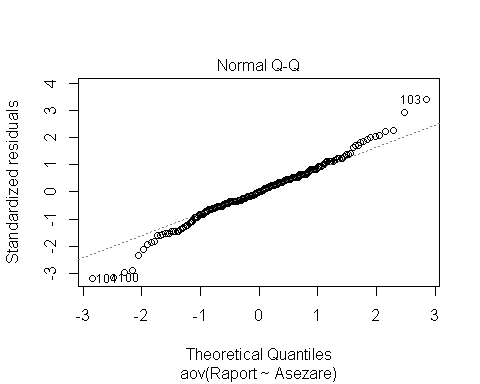 Normal Q-Q
Standardized residuals
4
3
2
1
0
-1
-2
-3
103
104
100
-3 -2 -1 0 1 2 3
Theoretical Quantiles
aov(Raport ~ Asezare)